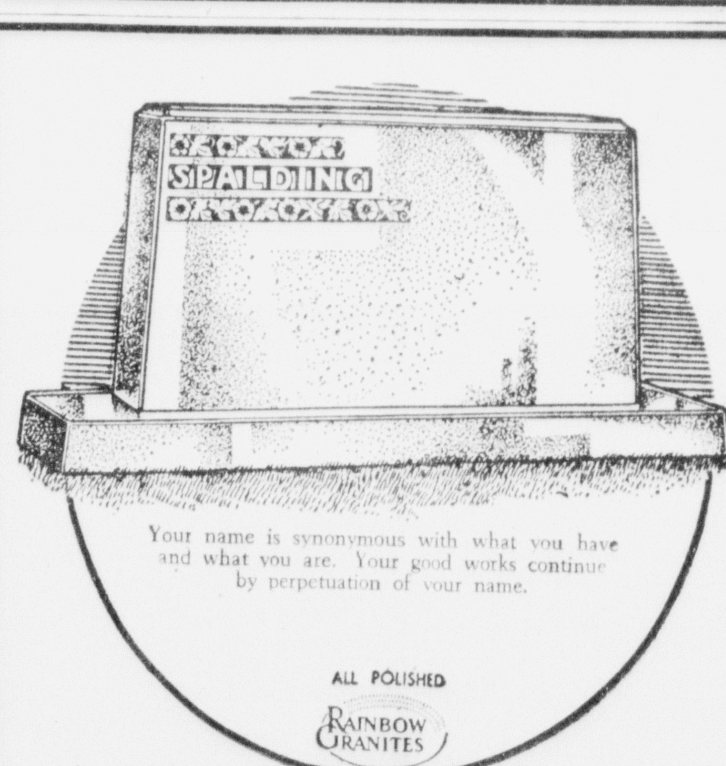 SPALDING
Your name is synonymous with what you have
and what you are. Your good works continue
by perpetuation of your name.
ALL POLISHED
RAINBOW
GRANITES